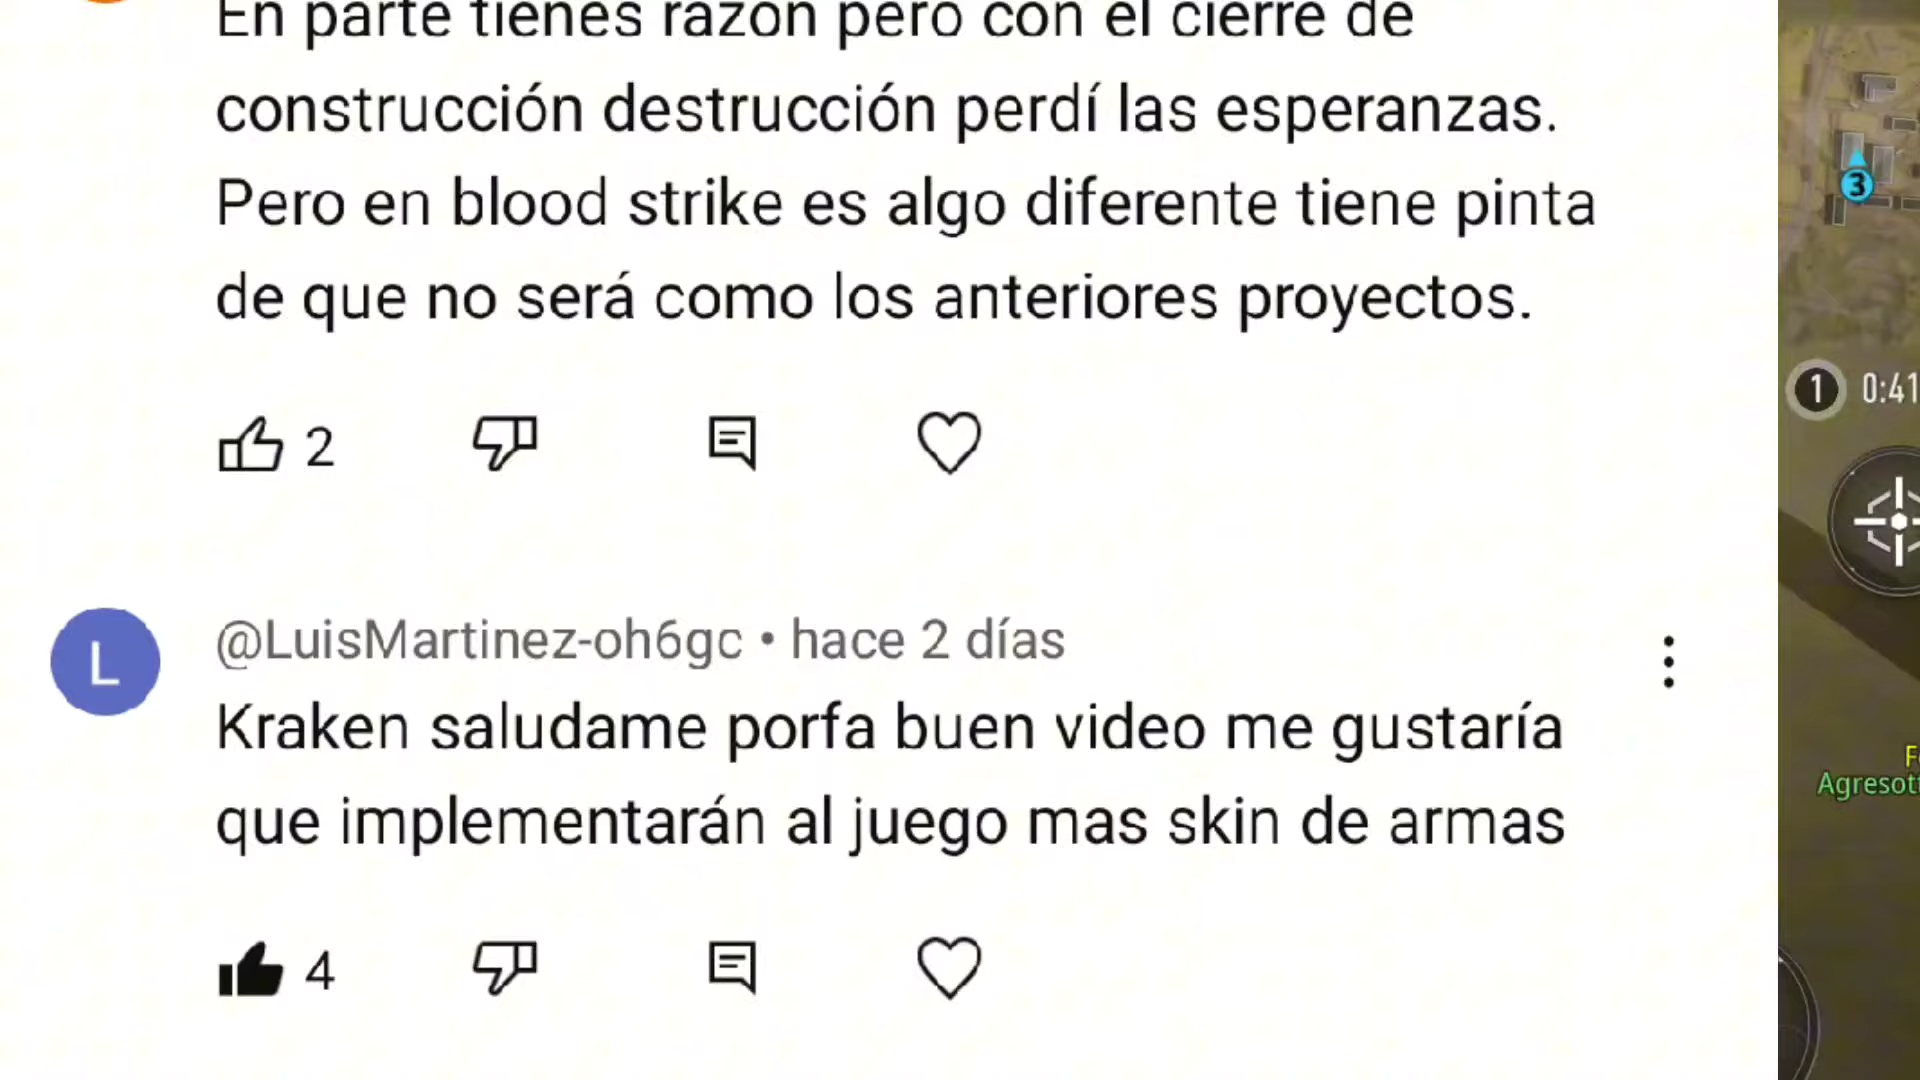 En parte tienes razón pero con el cierre de
construcción destrucción perdí las esperanzas.
Pero en blood strike es algo diferente tiene pinta
de que no será como los anteriores proyectos.
2
L
@LuisMartinez-oh6gc • hace 2 días
Kraken saludame porfa buen video me gustaría
que implementarán al juego mas skin de armas
4
3
1 0:41
Agresott